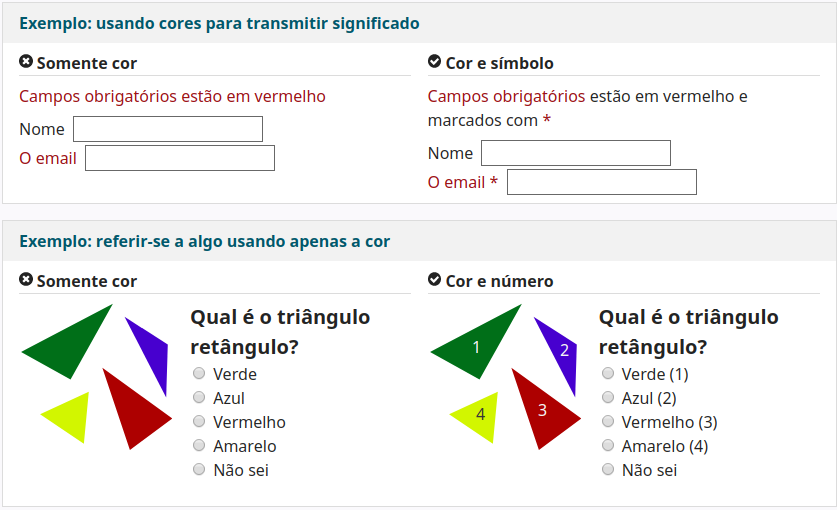 Exemplo: usando cores para transmitir significado
Somente cor
Campos obrigatórios estão em vermelho
Nome
O email
Cor e símbolo
Campos obrigatórios estão em vermelho e
marcados com *
Nome
O email *
Exemplo: referir-se a algo usando apenas a cor
Somente cor
Qual é o triângulo
retângulo?
Verde
Azul
Vermelho
Amarelo
Não sei
Cor e número
1
2
3
4
Qual é o triângulo
retângulo?
Verde (1)
Azul (2)
Vermelho (3)
Amarelo (4)
Não sei